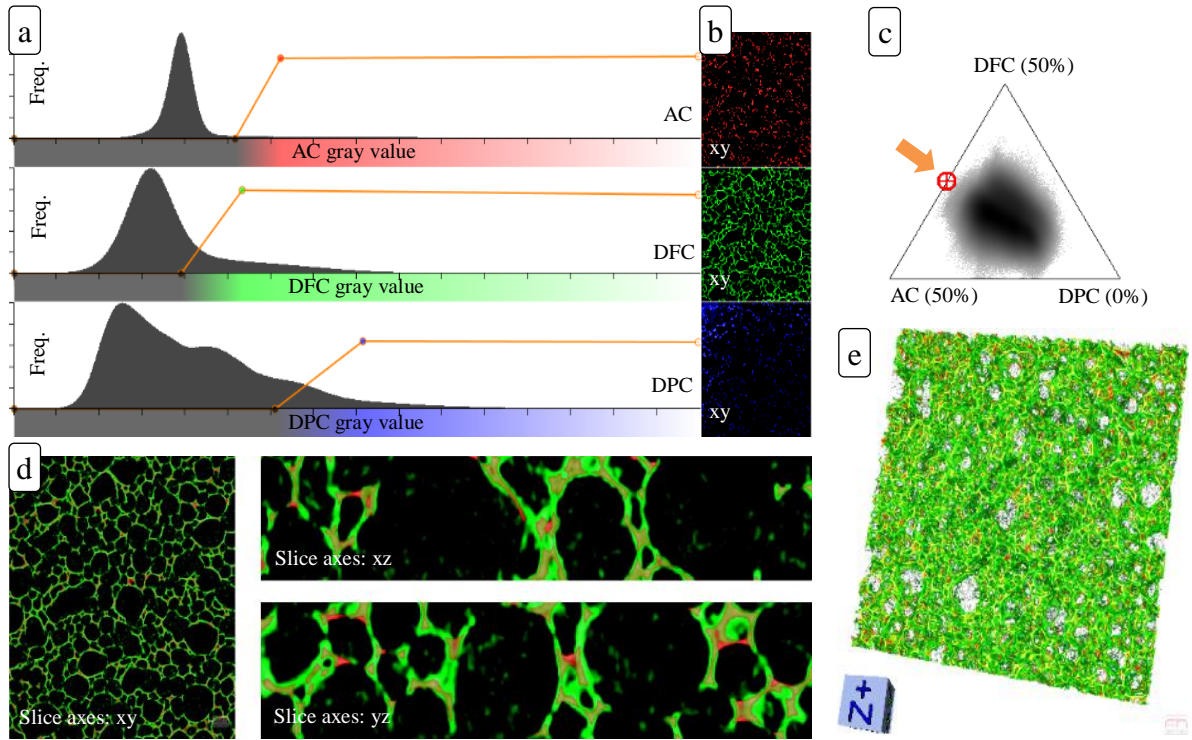 a
Freq.
AC
AC gray value
Freq.
DFC
DFC gray value
Freq.
DPC
DPC gray value
b
xy
xy
xy
c
DFC (50%)
AC (50%)
DPC (0%)
d
Slice axes: xy
Slice axes: xz
Slice axes: yz
e
Z+